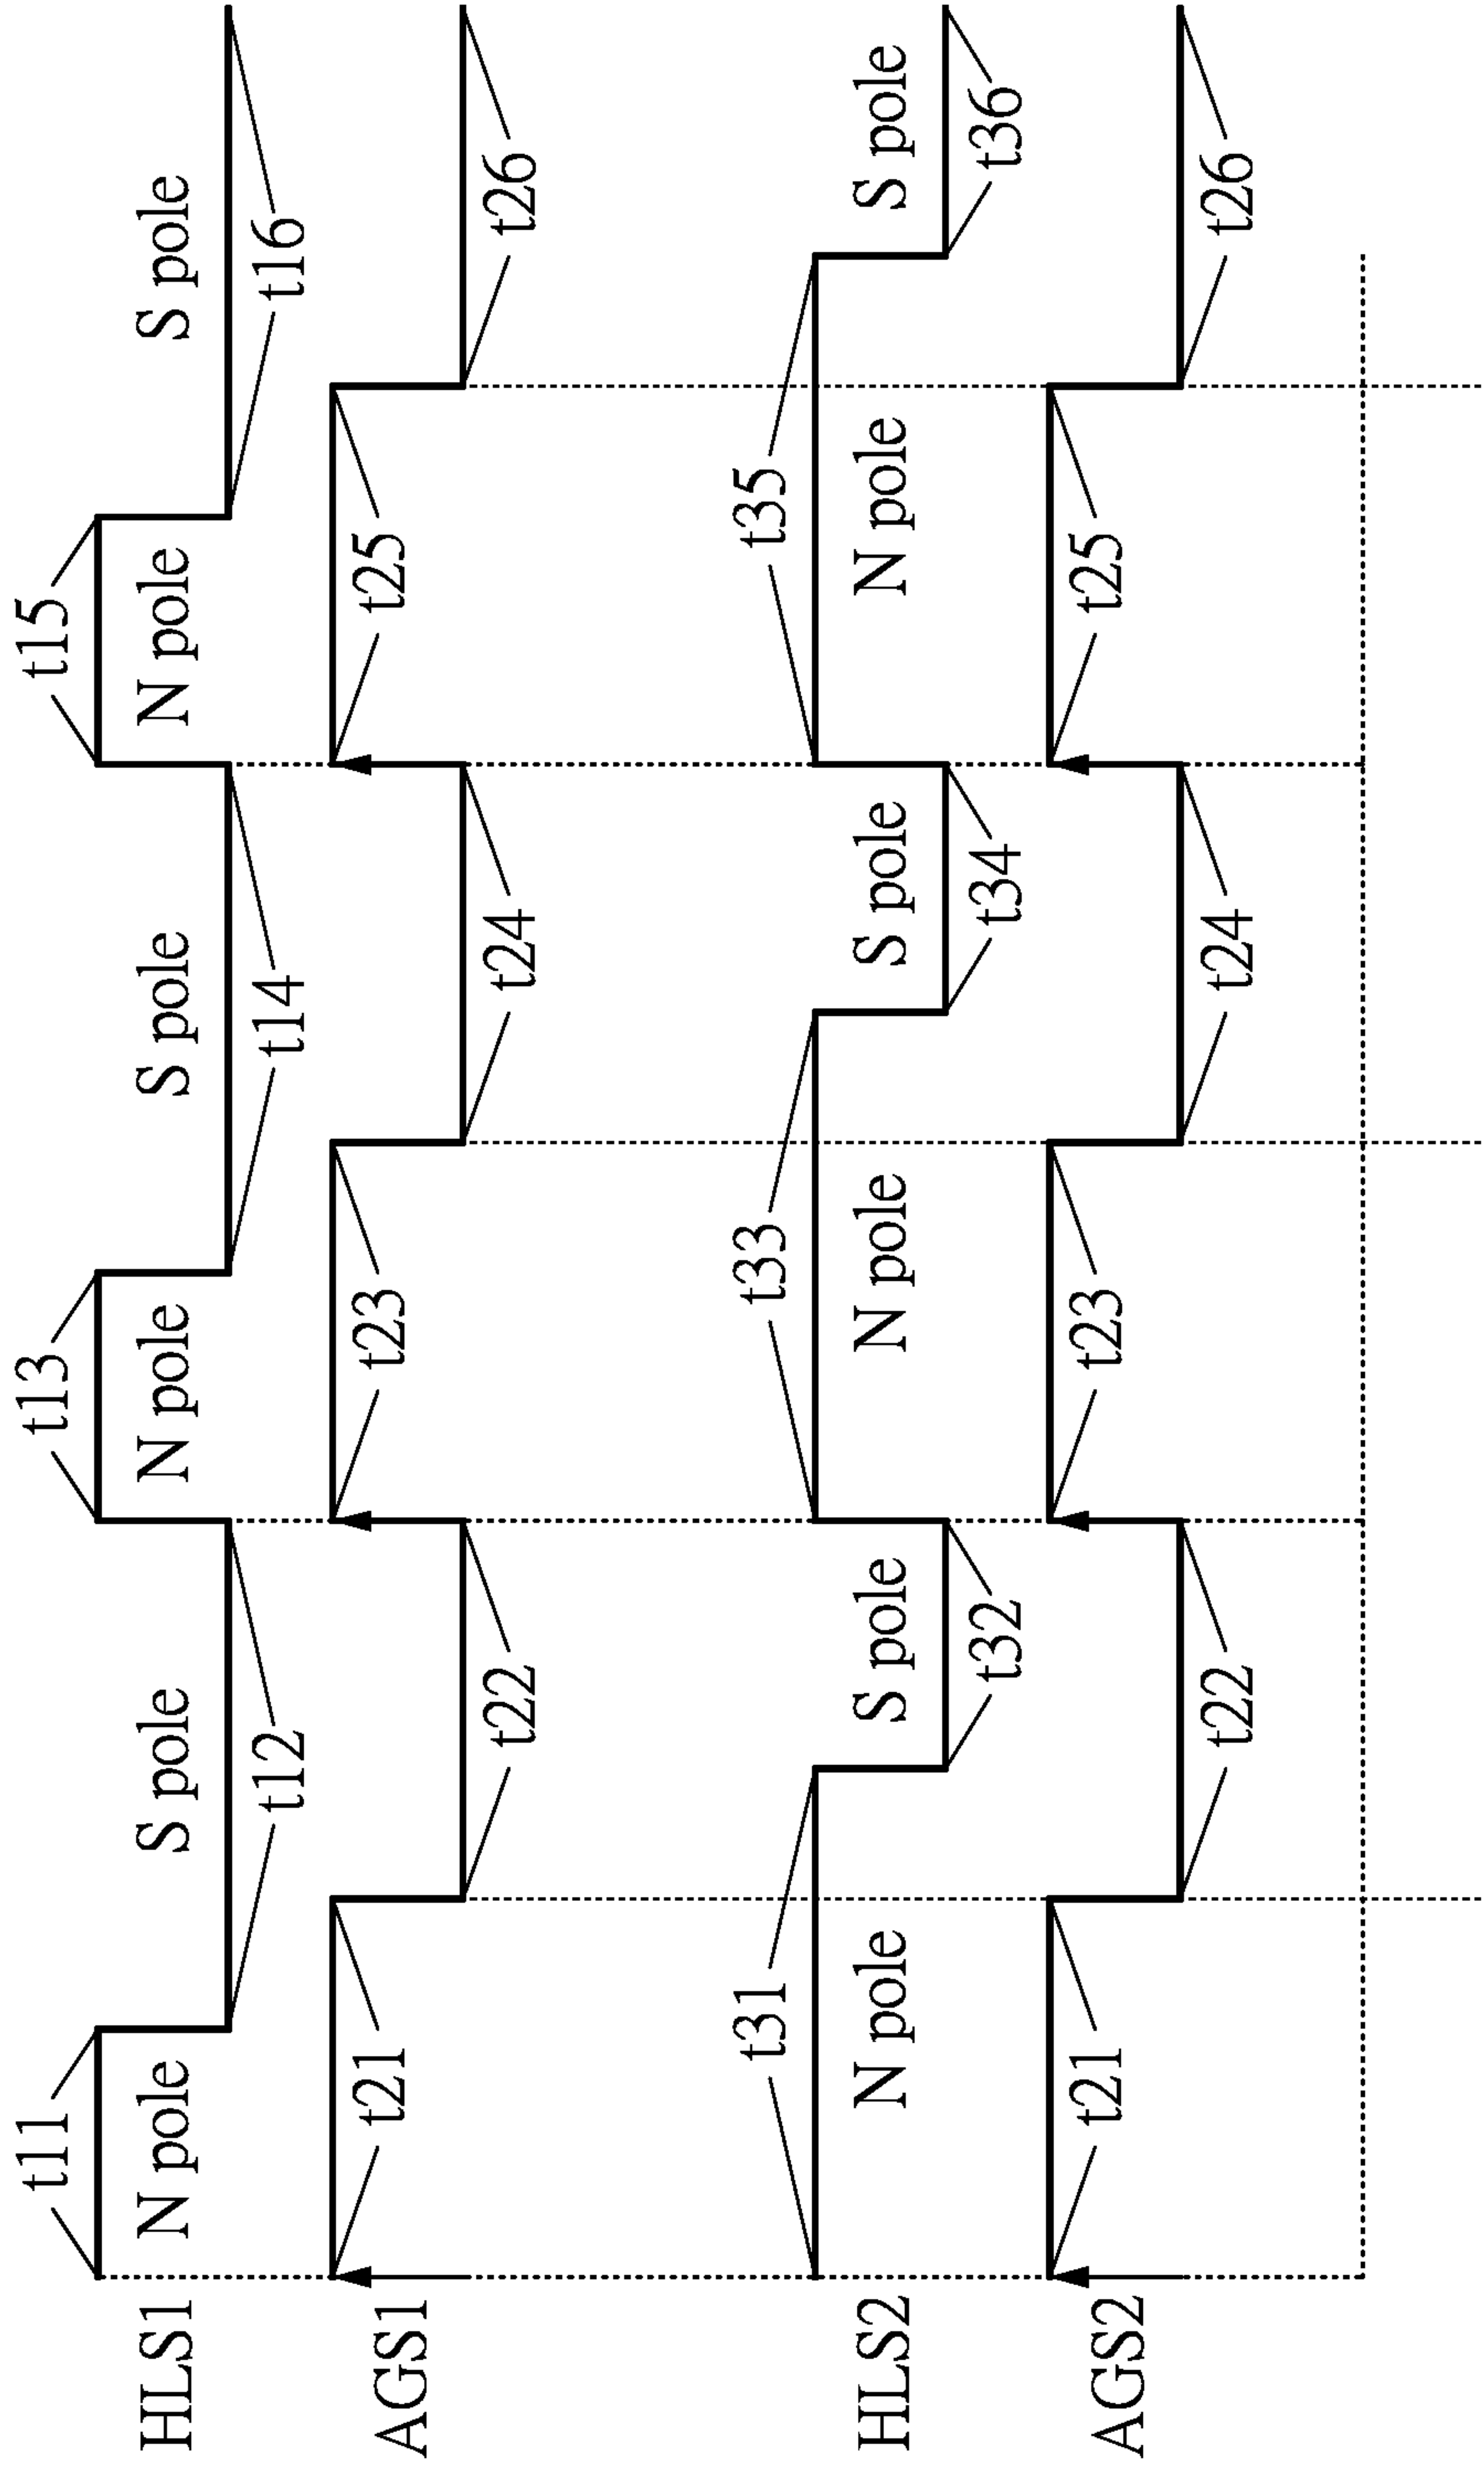 HLS1
t11
t13
t15
N pole
S pole
N pole
S pole
N pole
S pole
t12
t14
t16
AGS1
t21
t23
t25
t22
t24
t26
HLS2
t31
t33
t35
N pole
S pole
N pole
S pole
N pole
S pole
t32
t34
t36
AGS2
t21
t23
t25
t22
t24
t26